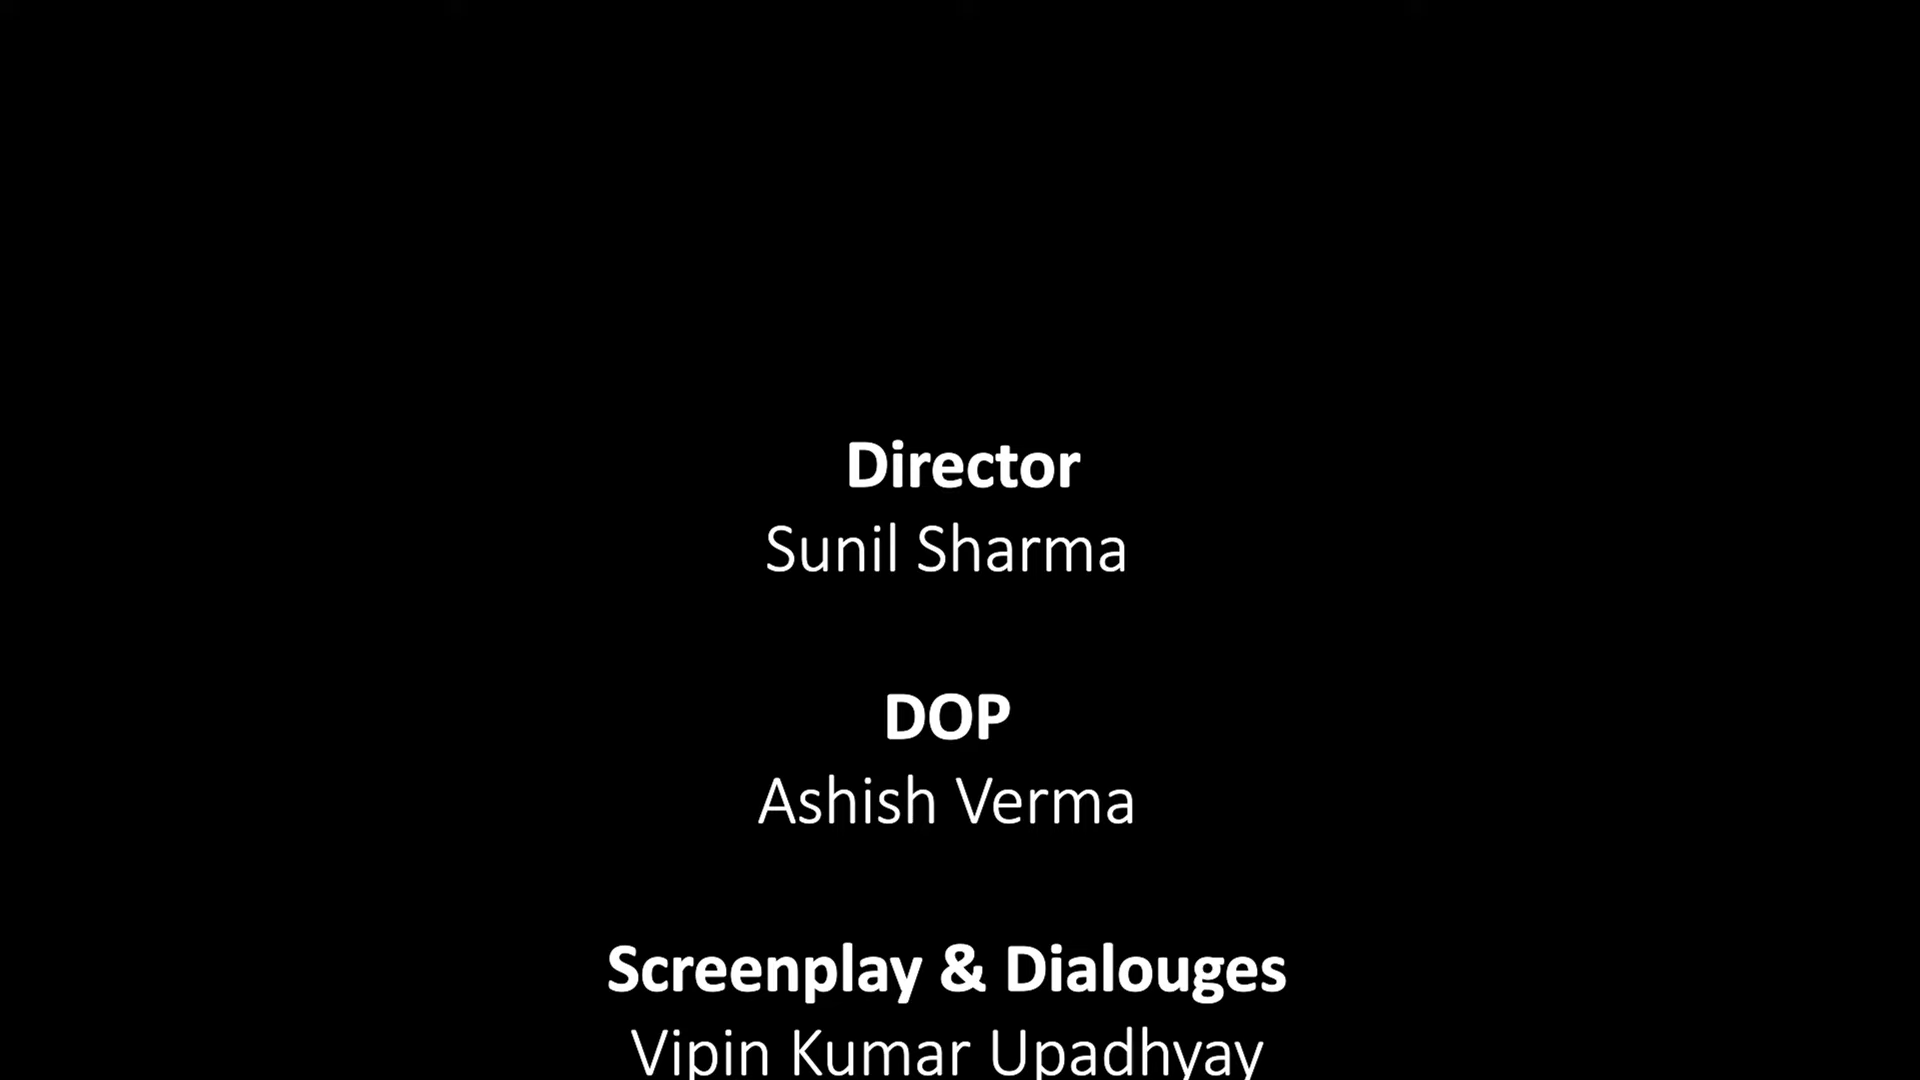 Director
Sunil Sharma
DOP
Ashish Verma
Screenplay & Dialouges
Vipin Kumar Upadhyay